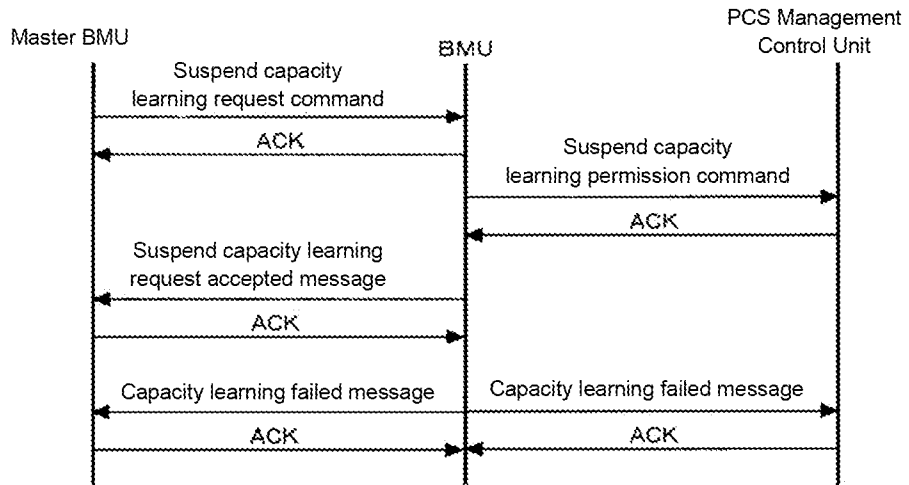 PCS Management
Control Unit
Master BMU
BMU
Suspend capacity
learning request command
ACK
Suspend capacity
learning permission command
ACK
Suspend capacity learning
request accepted message
ACK
Capacity learning failed message
Capacity learning failed message
ACK
ACK